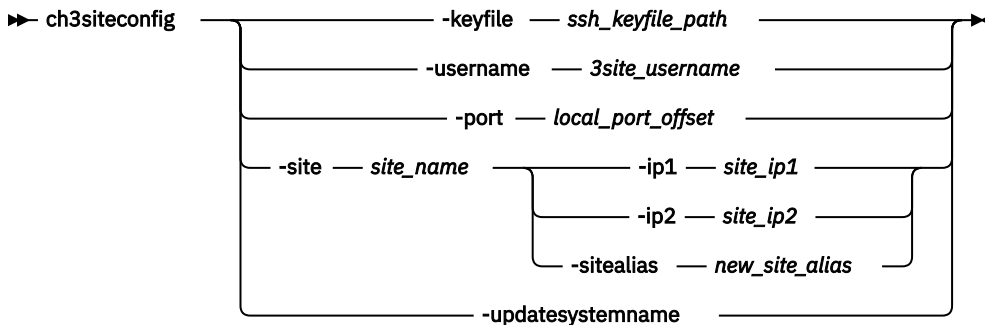 ch3siteconfig -keyfile ssh_keyfile_path
-username 3site_username
-port local_port_offset
-site site_name -ip1 site_ip1
-ip2 site_ip2
-sitealias new_site_alias
-updatesystemname